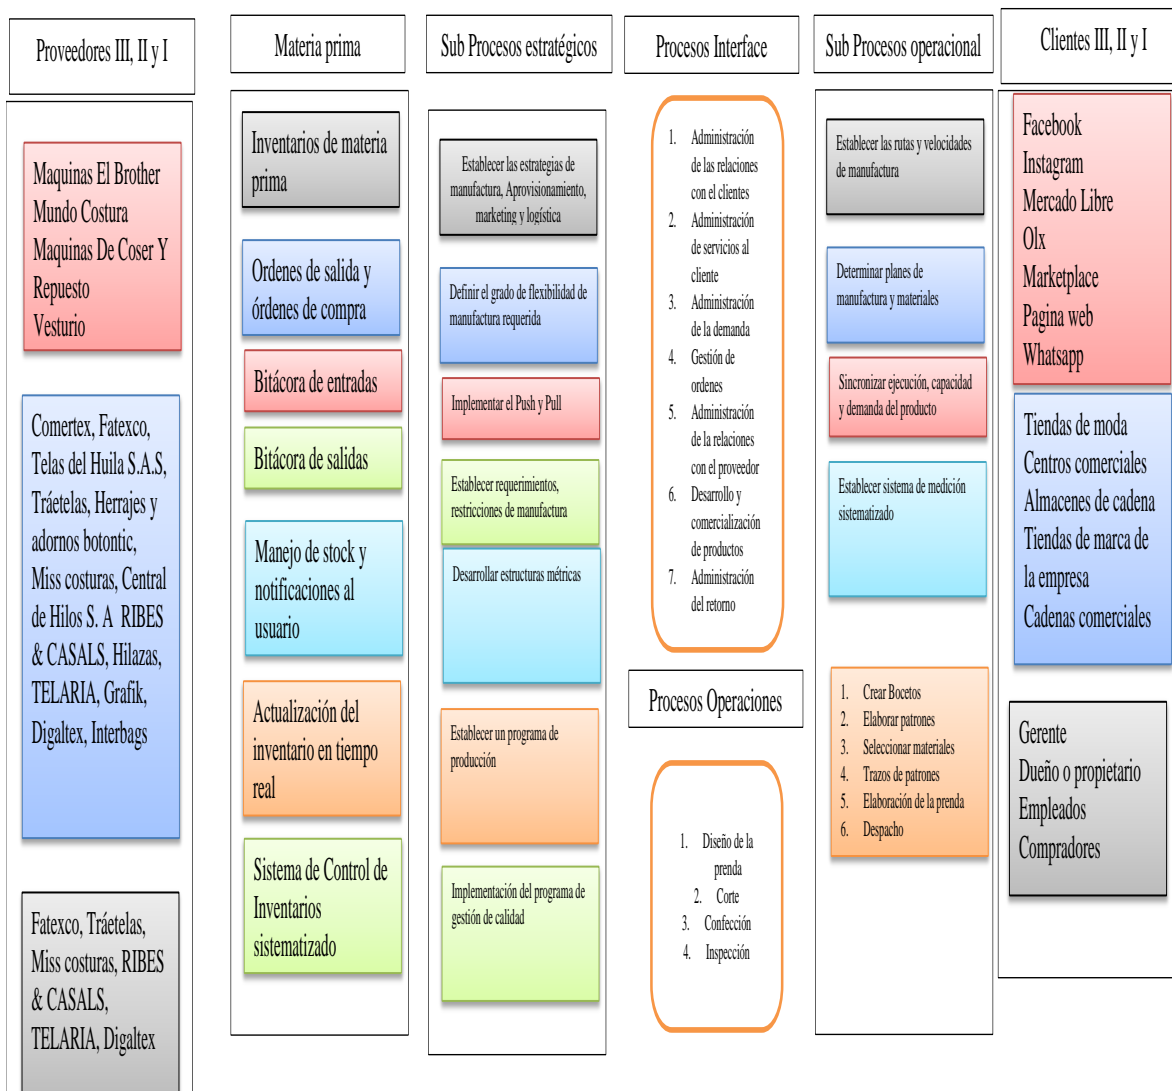 Proveedores III, II y I
Maquinas El Brother
Mundo Costura
Maquinas De Coser Y
Repuesto
Vesturio
Comertex, Fatexco,
Telas del Huila S.A.S,
Tráetelas, Herrajes y
adornos botontic,
Miss costuras, Central
de Hilos S. A RIBES
& CASALS, Hilazas,
TELARIA, Grafik,
Digaltex, Interbags
Fatexco, Tráetelas,
Miss costuras, RIBES
& CASALS,
TELARIA, Digaltex
Materia prima
Inventarios de materia
prima
Ordenes de salida y
órdenes de compra
Bitácora de entradas
Bitácora de salidas
Manejo de stock y
notificaciones al
usuario
Actualización del
inventario en tiempo
real
Sistema de Control de
Inventarios
sistematizado
Sub Procesos estratégicos
Establecer las estrategias de
manufactura, Aprovisionamiento,
marketing y logística
Definir el grado de flexibilidad de
manufactura requerida
Implementar el Push y Pull
Establecer requerimientos,
restricciones de manufactura
Desarrollar estructuras métricas
Establecer un programa de
producción
Implementación del programa de
gestión de calidad
Procesos Interface
1. Administración
de las relaciones
con el clientes
2. Administración
de servicios al
cliente
3. Administración
de la demanda
4. Gestión de
ordenes
5. Administración
de la relaciones
con el proveedor
6. Desarrollo y
comercialización
de productos
7. Administración
del retorno
Procesos Operaciones
1. Diseño de la
prenda
2. Corte
3. Confección
4. Inspección
Sub Procesos operacional
Establecer las rutas y velocidades
de manufactura
Determinar planes de
manufactura y materiales
Sincronizar ejecución, capacidad
y demanda del producto
Establecer sistema de medición
sistematizado
1. Crear Bocetos
2. Elaborar patrones
3. Seleccionar materiales
4. Trazos de patrones
5. Elaboración de la prenda
6. Despacho
Clientes III, II y I
Facebook
Instagram
Mercado Libre
Olx
Marketplace
Pagina web
Whatsapp
Tiendas de moda
Centros comerciales
Almacenes de cadena
Tiendas de marca de
la empresa
Cadenas comerciales
Gerente
Dueño o propietario
Empleados
Compradores